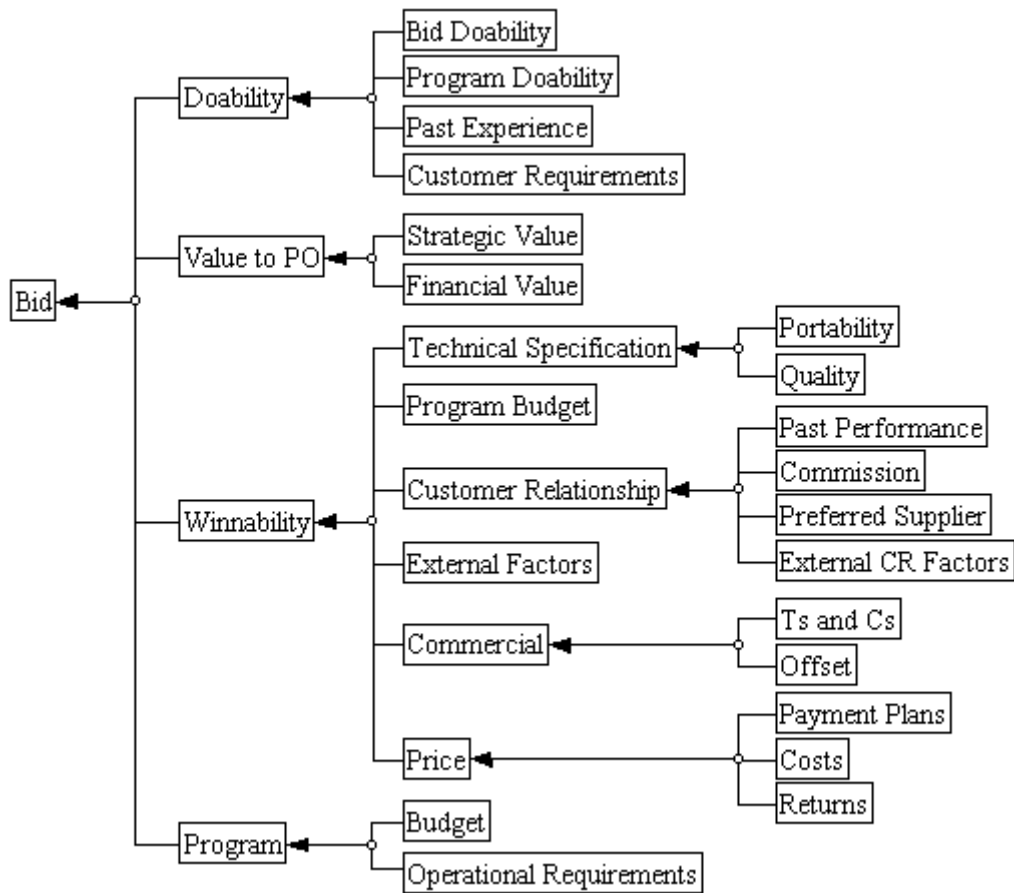 Bid Doability
Program Doability
Doability
Past Experience
Customer Requirements
Strategic Value
Value to PO
Financial Value
Bid
Portability
Technical Specification
Quality
Program Budget
Past Performance
Commission
Customer Relationship
Preferred Supplier
Winnability
External Factors
External CR Factors
Ts and Cs
Commercial
Offset
Payment Plans
Price
Costs
Returns
Budget
Program
Operational Requirements